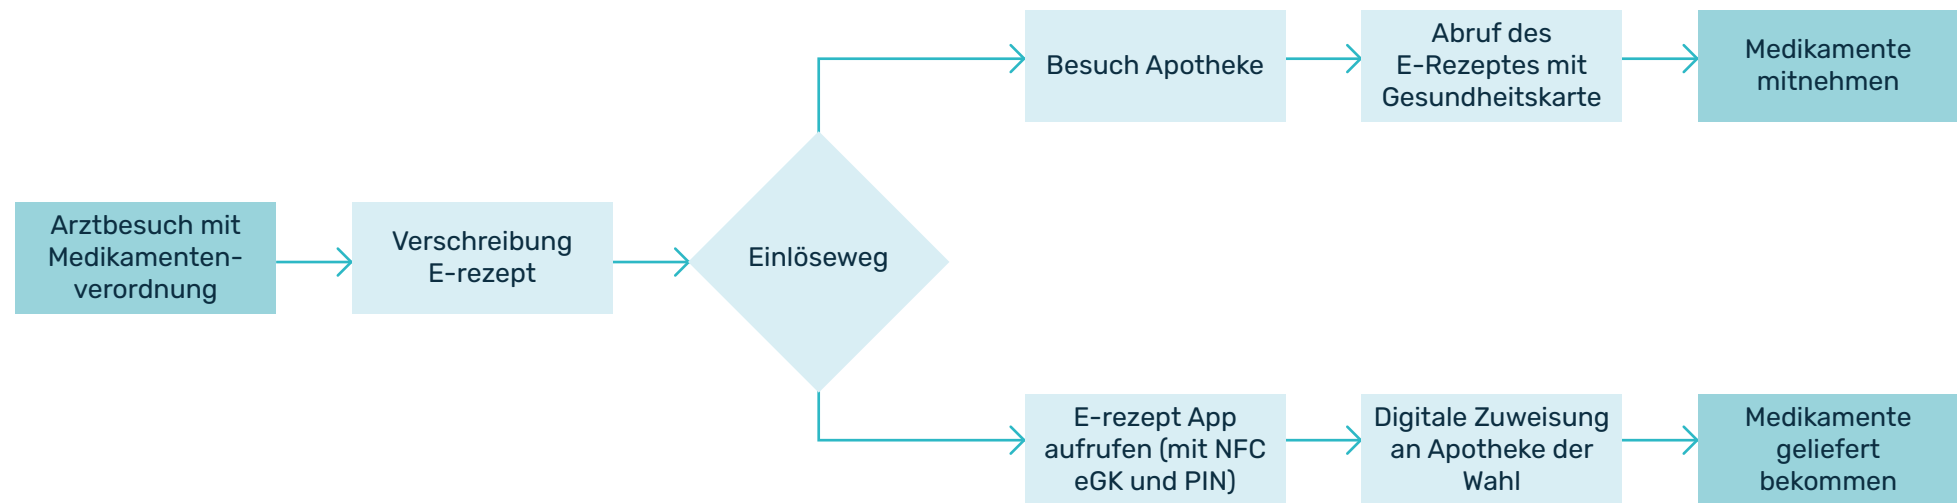 Arztbesuch mit
Medikamenten-
verordnung
Verschreibung
E-rezept
Einlöseweg
Besuch Apotheke
Abruf des
E-Rezeptes mit
Gesundheitskarte
Medikamente
mitnehmen
E-rezept App
aufrufen (mit NFC
eGK und PIN)
Digitale Zuweisung
an Apotheke der
Wahl
Medikamente
geliefert
bekommen